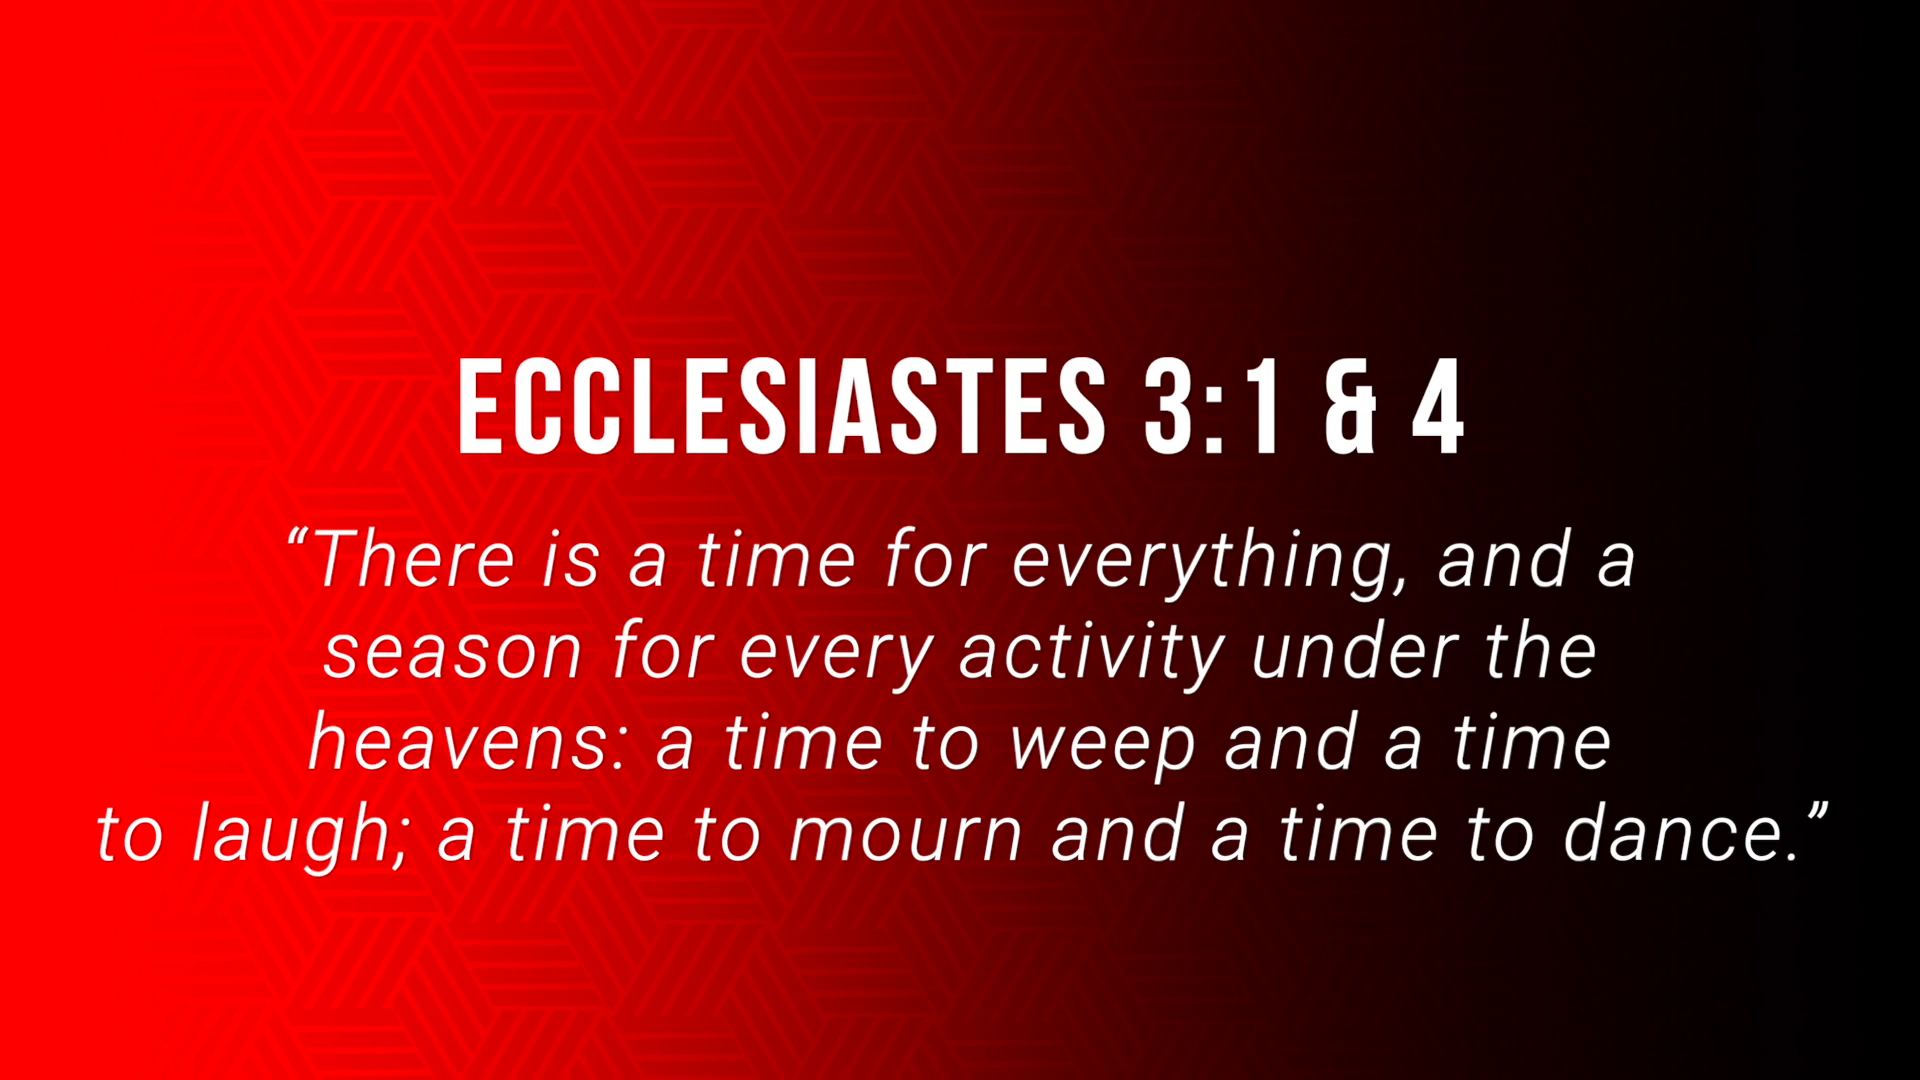 ECCLESIASTES 3:1 & 4
“There is a time for everything, and a
season for every activity under the
heavens: a time to weep and a time
to laugh; a time to mourn and a time to dance.”